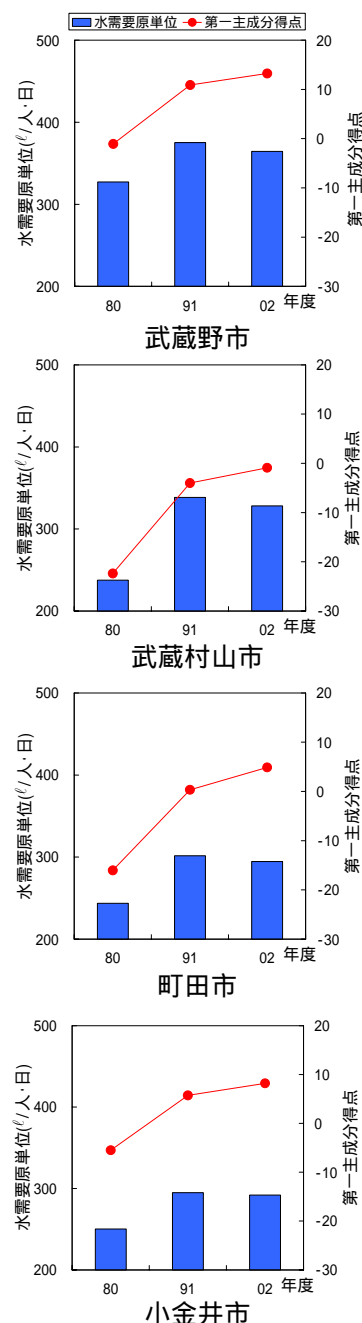 水需要原単位 第一主成分得点
500
400
300
200
20
10
0
-10
-20
-30
水需要原単位(ℓ/人・日)
第一主成分得点
80 91 02 年度
武蔵野市
500
400
300
200
20
10
0
-10
-20
-30
水需要原単位(ℓ/人・日)
第一主成分得点
80 91 02 年度
武蔵村山市
500
400
300
200
20
10
0
-10
-20
-30
水需要原単位(ℓ/人・日)
第一主成分得点
80 91 02 年度
町田市
500
400
300
200
20
10
0
-10
-20
-30
水需要原単位(ℓ/人・日)
第一主成分得点
80 91 02 年度
小金井市